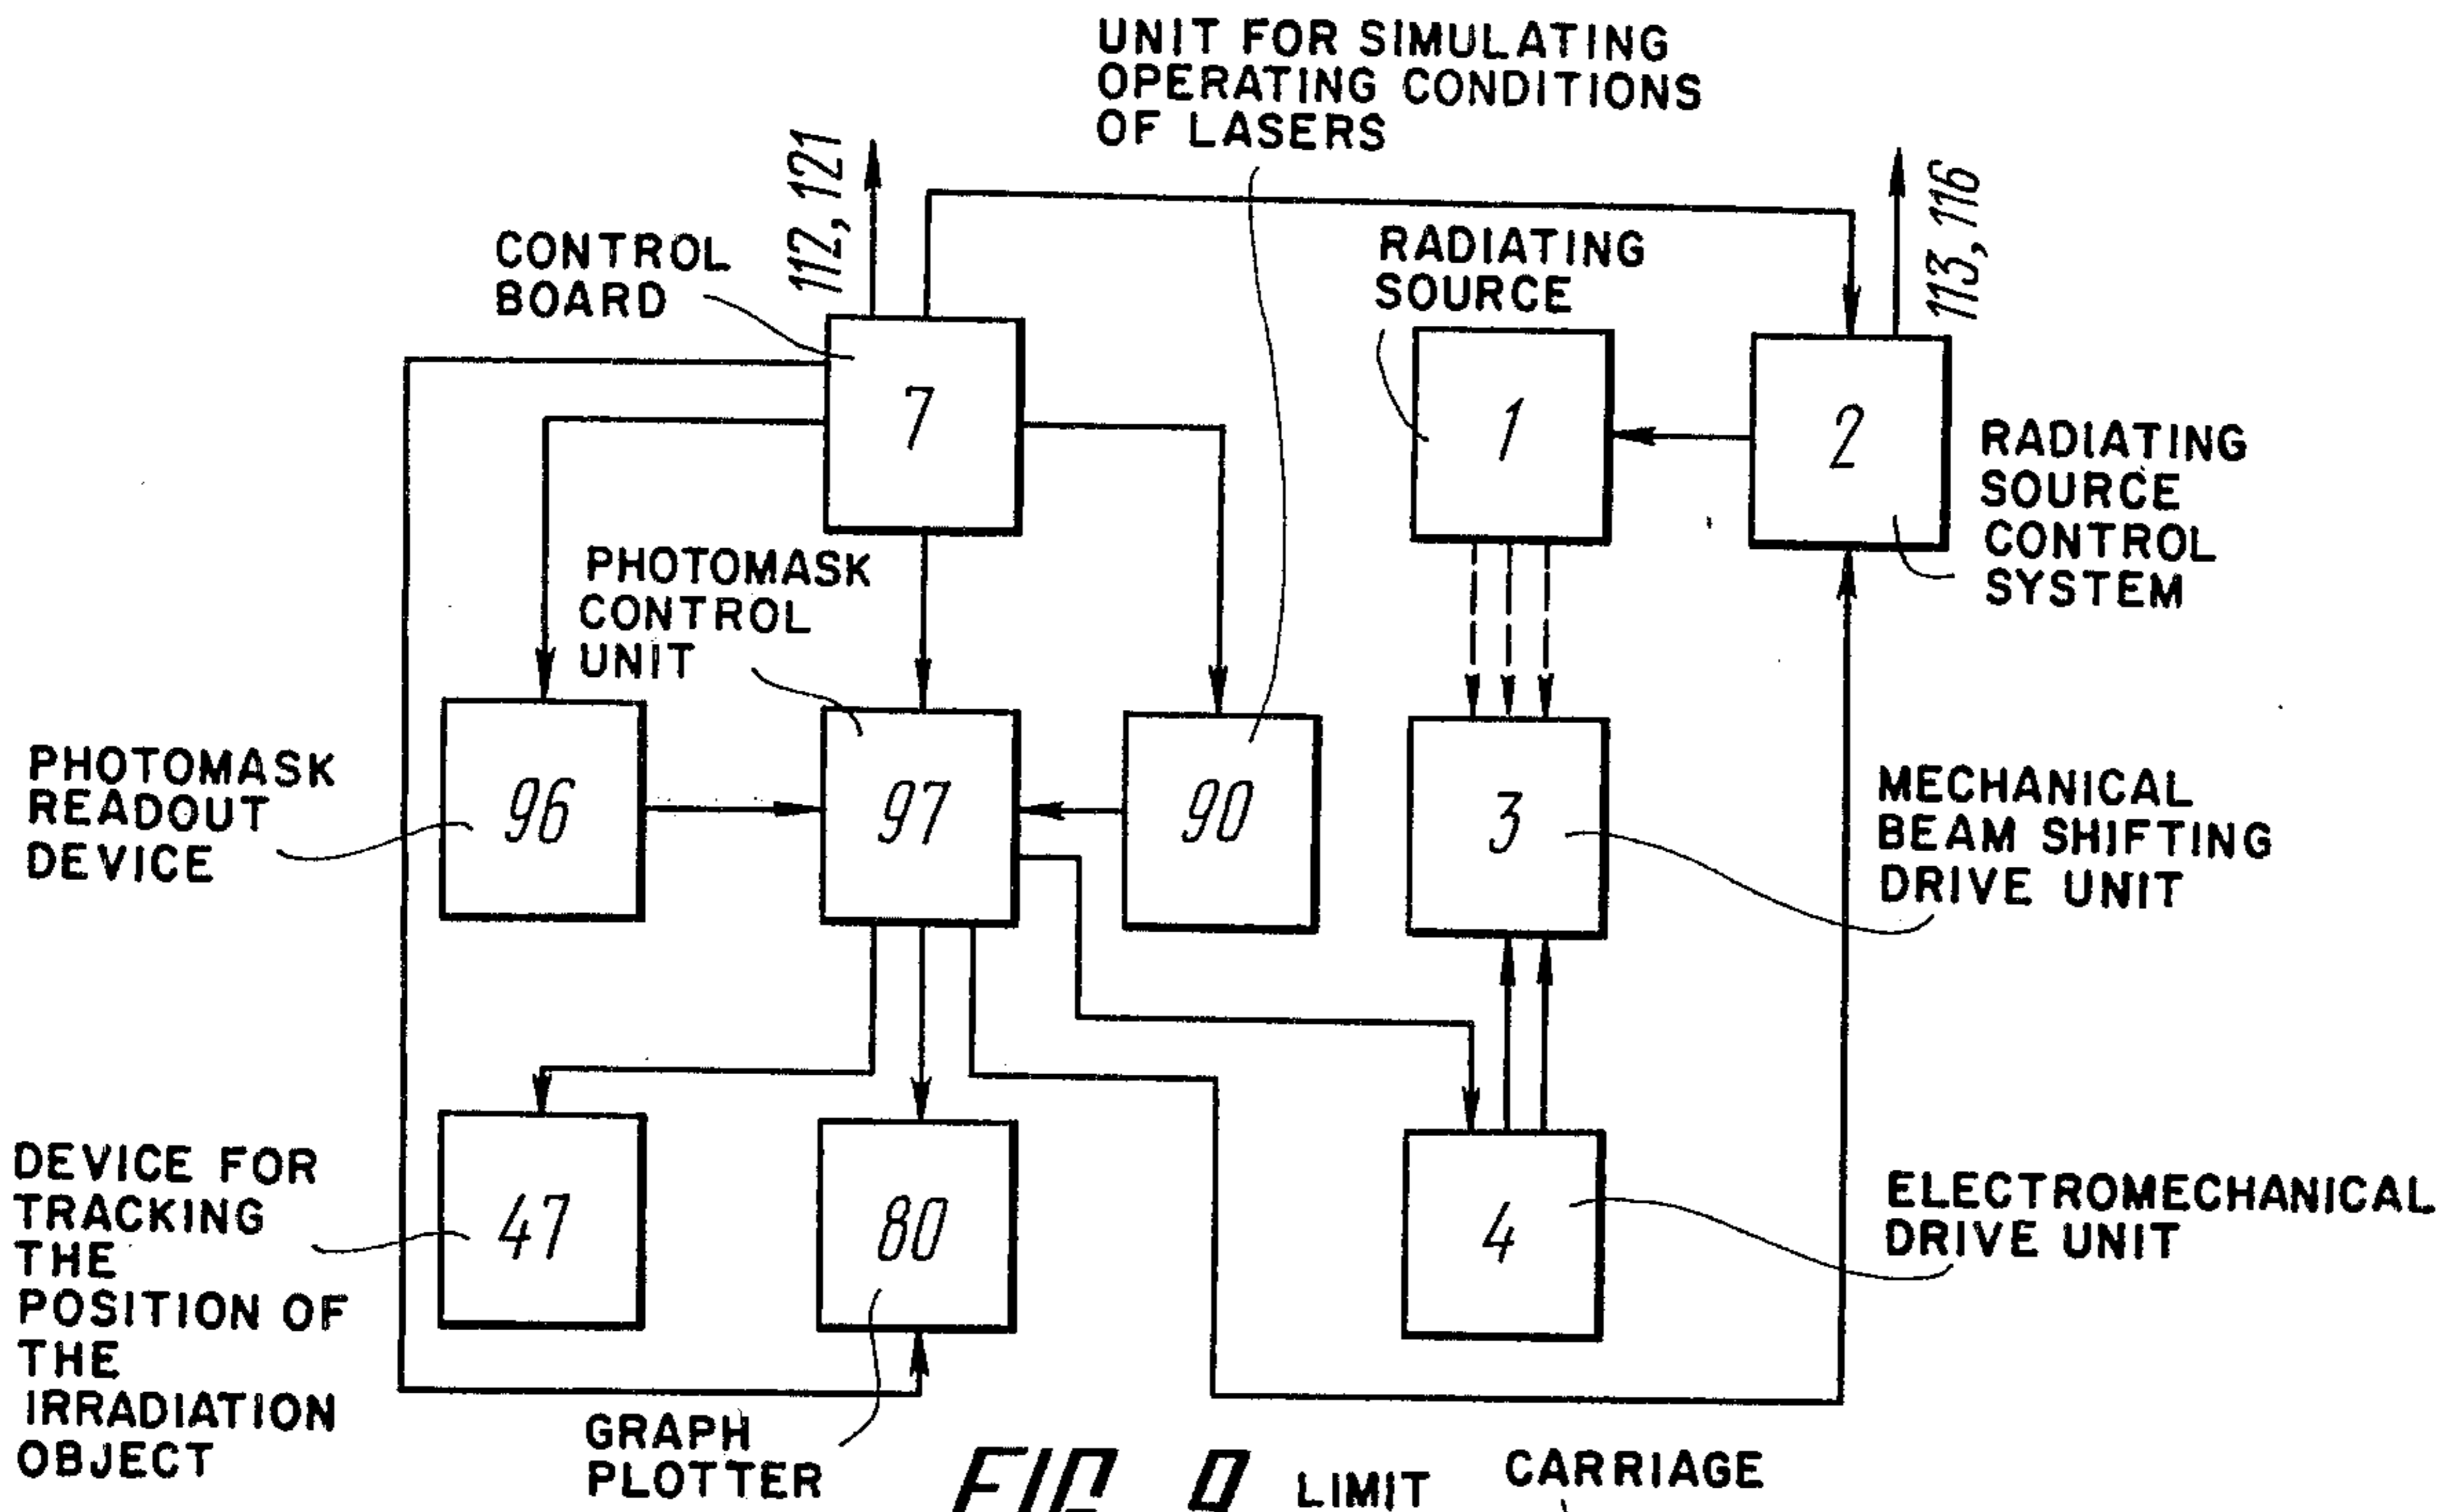 UNIT FOR SIMULATING
OPERATING CONDITIONS
OF LASERS
112, 121
113, 116
CONTROL
BOARD
RADIATING
SOURCE
7
1
2
RADIATING
SOURCE
CONTROL
SYSTEM
PHOTOMASK
CONTROL
UNIT
PHOTOMASK
READOUT
DEVICE
96
97
90
3
MECHANICAL
BEAM SHIFTING
DRIVE UNIT
DEVICE FOR
TRACKING
THE
POSITION OF
THE
IRRADIATION
OBJECT
47
80
4
ELECTROMECHANICAL
DRIVE UNIT
GRAPH
PLOTTER
FIG
LIMIT
CARRIAGE